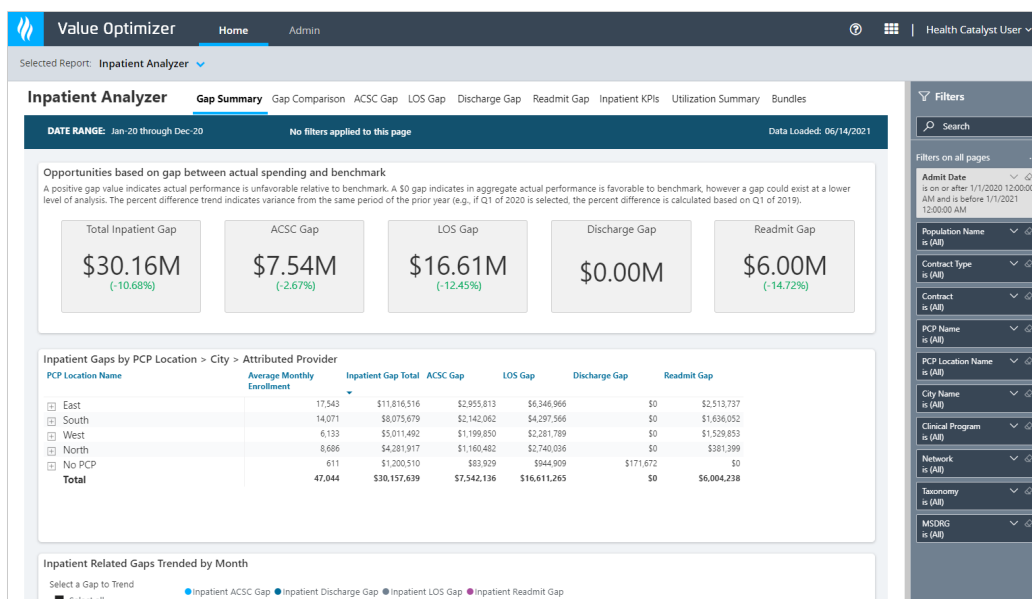 Value Optimizer Home Admin Health Catalyst User
Selected Report: Inpatient Analyzer
Inpatient Analyzer Gap Summary Gap Comparison ACSC Gap LOS Gap Discharge Gap Readmit Gap Inpatient KPIs Utilization Summary Bundles
DATE RANGE: Jan-20 through Dec-20 No filters applied to this page Data Loaded: 06/14/2021
Opportunities based on gap between actual spending and benchmark
A positive gap value indicates actual performance is unfavorable relative to benchmark. A $0 gap indicates in aggregate actual performance is favorable to benchmark, however a gap could exist at a lower
level of analysis. The percent difference trend indicates variance from the same period of the prior year (e.g., if Q1 of 2020 is selected, the percent difference is calculated based on Q1 of 2019).
Total Inpatient Gap
$30.16M
(-10.68%)
ACSC Gap
$7.54M
(-2.67%)
LOS Gap
$16.61M
(-12.45%)
Discharge Gap
$0.00M
Readmit Gap
$6.00M
(-14.72%)
Inpatient Gaps by PCP Location > City > Attributed Provider
PCP Location Name Average Monthly Enrollment Inpatient Gap Total ACSC Gap LOS Gap Discharge Gap Readmit Gap
East 17,543 $11,816,516 $2,955,813 $6,346,966 $0 $2,513,737
South 14,071 $8,075,679 $2,142,062 $4,297,566 $0 $1,636,052
West 6,133 $5,011,492 $1,199,850 $2,281,789 $0 $1,529,853
North 8,686 $4,281,917 $1,160,482 $2,740,036 $0 $381,399
No PCP 611 $1,200,510 $83,929 $944,909 $171,672 $0
Total 47,044 $30,157,639 $7,542,136 $16,611,265 $0 $6,004,238
Inpatient Related Gaps Trended by Month
Select a Gap to Trend
Inpatient ACSC Gap Inpatient Discharge Gap Inpatient LOS Gap Inpatient Readmit Gap
Filters
Search
Filters on all pages
Admit Date
is on or after 1/1/2020 12:00:00
AM and is before 1/1/2021
12:00:00 AM
Population Name
is (All)
Contract Type
is (All)
Contract
is (All)
PCP Name
is (All)
PCP Location Name
is (All)
City Name
is (All)
Clinical Program
is (All)
Network
is (All)
Taxonomy
is (All)
MSDRG
is (All)